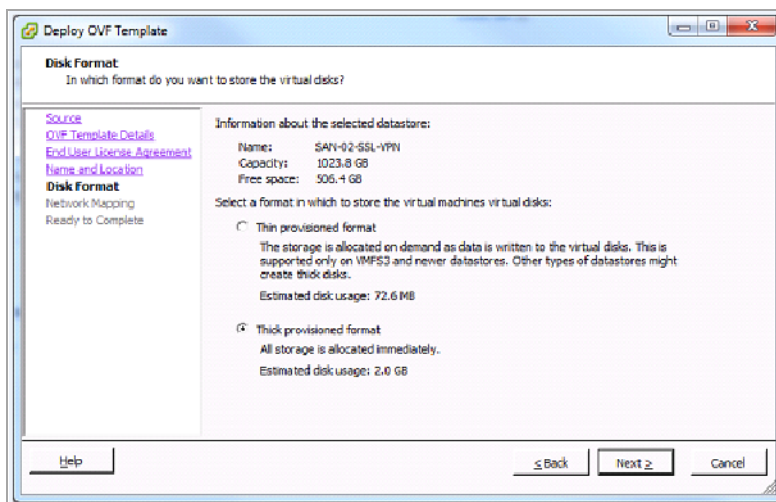 Deploy OVF Template
Disk Format
In which format do you want to store the virtual disks?
Source
OVF Template Details
End User License Agreement
Name and Location
Disk Format
Network Mapping
Ready to Complete
Information about the selected datastore:
Name: SAN-02-SSL-VPN
Capacity: 1023.8 GB
Free space: 506.4 GB
Select a format in which to store the virtual machines virtual disks:
Thin provisioned format
The storage is allocated on demand as data is written to the virtual disks. This is
supported only on VMFS3 and newer datastores. Other types of datastores might
create thick disks.
Estimated disk usage: 72.6 MB
Thick provisioned format
All storage is allocated immediately.
Estimated disk usage: 2.0 GB
Help
≤ Back
Next ≥
Cancel